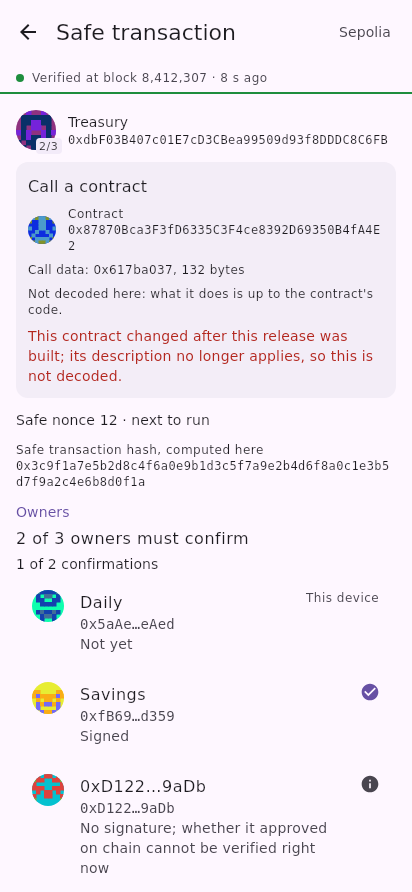 Safe transaction
Sepolia
Verified at block 8,412,307 · 8 s ago
Treasury
0xdbF03B407c01E7cD3CBea99509d93f8DDDC8C6FB
2/3
Call a contract
Contract
0x87870Bca3F3fD6335C3F4ce8392D69350B4fA4E
2
Call data: 0x617ba037, 132 bytes
Not decoded here: what it does is up to the contract's
code.
This contract changed after this release was
built; its description no longer applies, so this is
not decoded.
Safe nonce 12 · next to run
Safe transaction hash, computed here
0x3c9f1a7e5b2d8c4f6a0e9b1d3c5f7a9e2b4d6f8a0c1e3b5
d7f9a2c4e6b8d0f1a
Owners
2 of 3 owners must confirm
1 of 2 confirmations
Daily
This device
0x5aAe…eAed
Not yet
Savings
0xfB69…d359
Signed
0xD122…9aDb
0xD122…9aDb
No signature; whether it approved
on chain cannot be verified right
now